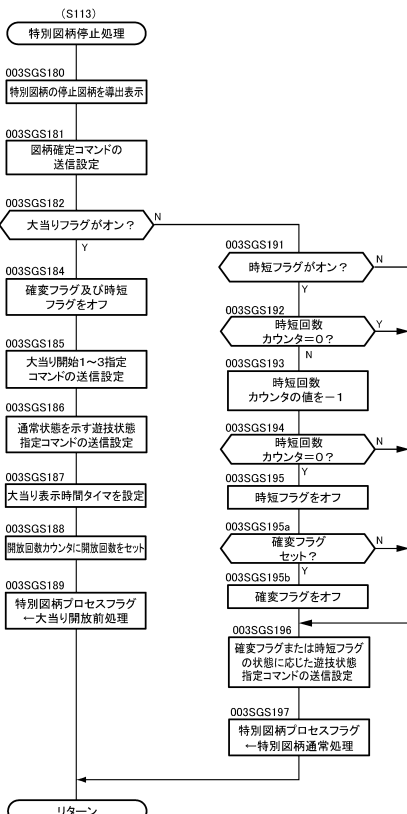 （S113）
特別図柄停止処理
003SGS180
特別図柄の停止図柄を導出表示
003SGS181
図柄確定コマンドの
送信設定
003SGS182
大当りフラグがオン？
N
Y
003SGS184
確変フラグ及び時短
フラグをオフ
003SGS185
大当り開始1～3指定
コマンドの送信設定
003SGS186
通常状態を示す遊技状態
指定コマンドの送信設定
003SGS187
大当り表示時間タイマを設定
003SGS188
開放回数カウンタに開放回数をセット
003SGS189
特別図柄プロセスフラグ
←大当り開放前処理
003SGS191
時短フラグがオン？
N
Y
003SGS192
時短回数
カウンタ＝0？
Y
N
003SGS193
時短回数
カウンタの値を－1
003SGS194
時短回数
カウンタ＝0？
N
Y
003SGS195
時短フラグをオフ
003SGS195a
確変フラグ
セット？
N
Y
003SGS195b
確変フラグをオフ
003SGS196
確変フラグまたは時短フラグ
の状態に応じた遊技状態
指定コマンドの送信設定
003SGS197
特別図柄プロセスフラグ
←特別図柄通常処理
リターン